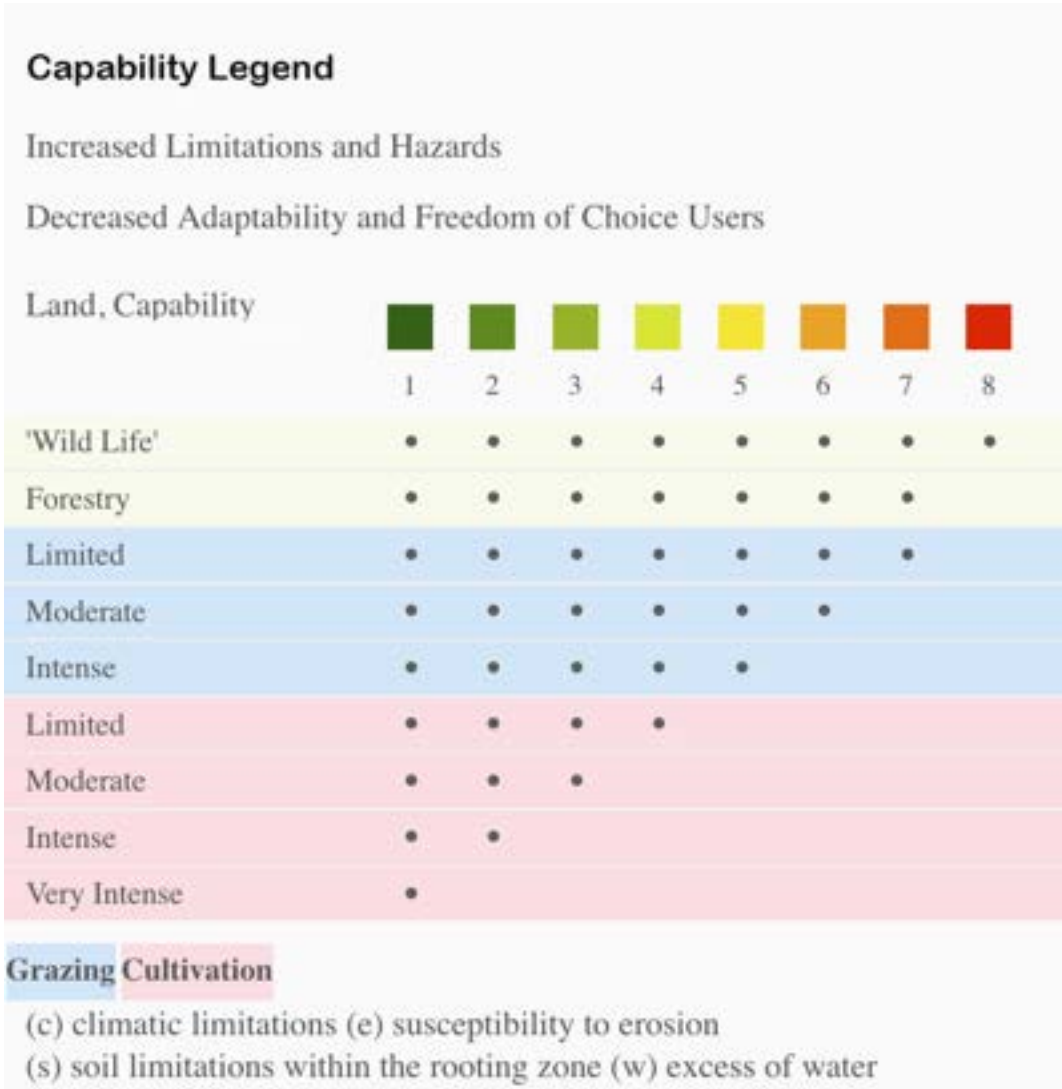 Capability Legend
Increased Limitations and Hazards
Decreased Adaptability and Freedom of Choice Users
Land, Capability
1 2 3 4 5 6 7 8
'Wild Life' • • • • • • • •
Forestry • • • • • • •
Limited • • • • • • •
Moderate • • • • • •
Intense • • • • •
Limited • • • •
Moderate • • •
Intense • •
Very Intense •
Grazing Cultivation
(c) climatic limitations (e) susceptibility to erosion
(s) soil limitations within the rooting zone (w) excess of water